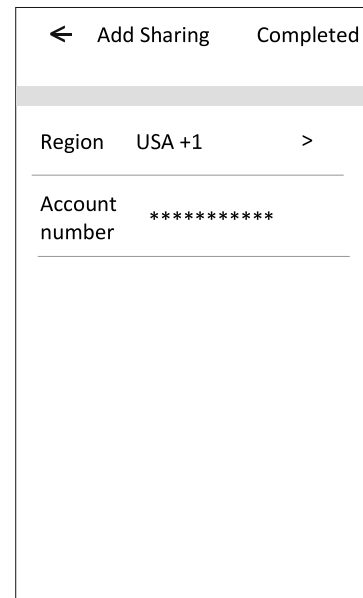 ← Add Sharing Completed
Region USA +1 >
Account
number ***********